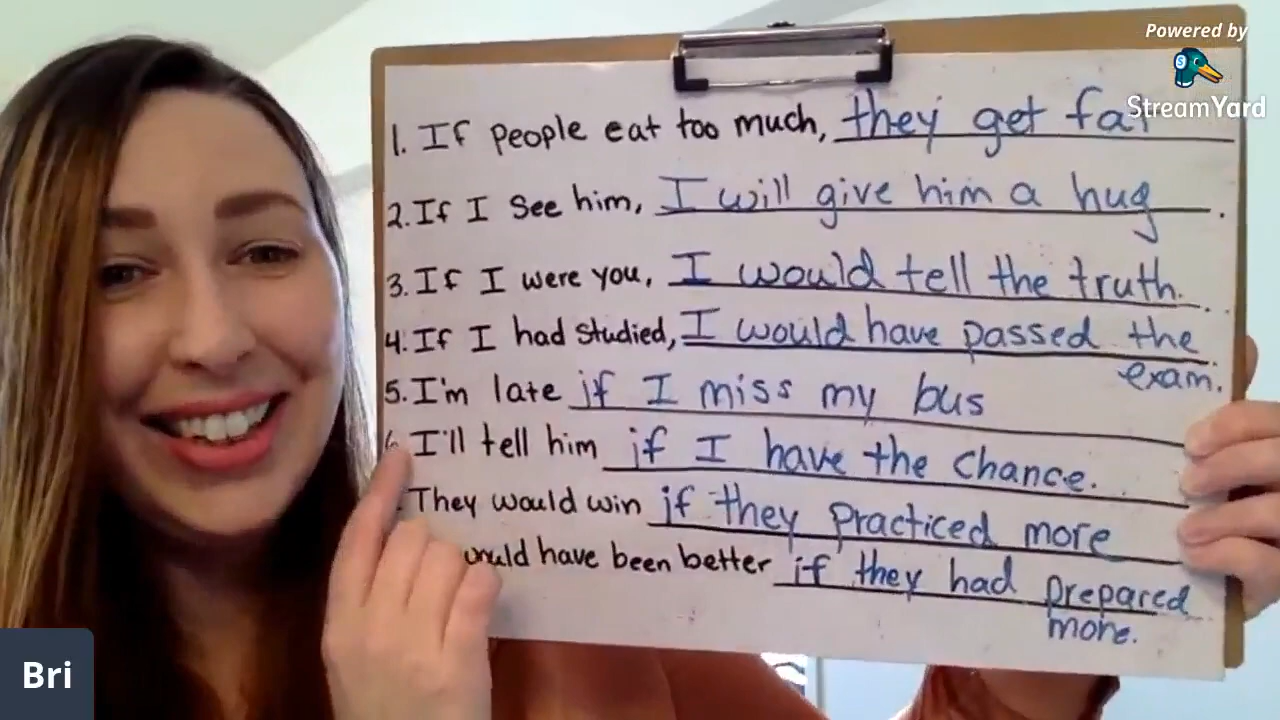 Powered by
StreamYard
1. If people eat too much, they get fat
2. If I see him, I will give him a hug.
3. If I were you, I would tell the truth.
4. If I had studied, I would have passed the
exam.
5. I'm late if I miss my bus
6. I'll tell him if I have the chance.
They would win if they practiced more
would have been better if they had prepared
more.
Bri